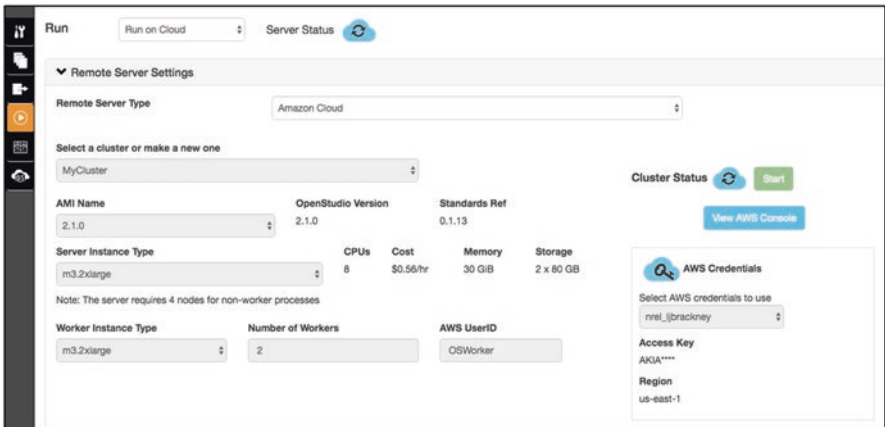 Run Run on Cloud Server Status
Remote Server Settings
Remote Server Type Amazon Cloud
Select a cluster or make a new one
MyCluster
Cluster Status Start
AMI Name OpenStudio Version Standards Ref
2.1.0 2.1.0 0.1.13
View AWS Console
Server Instance Type CPUs Cost Memory Storage
m3.2xlarge 8 $0.56/hr 30 GiB 2 x 80 GB
Note: The server requires 4 nodes for non-worker processes
Worker Instance Type Number of Workers AWS UserID
m3.2xlarge 2 OSWorker
AWS Credentials
Select AWS credentials to use
nrel_ljbrackney
Access Key
AKIA****
Region
us-east-1